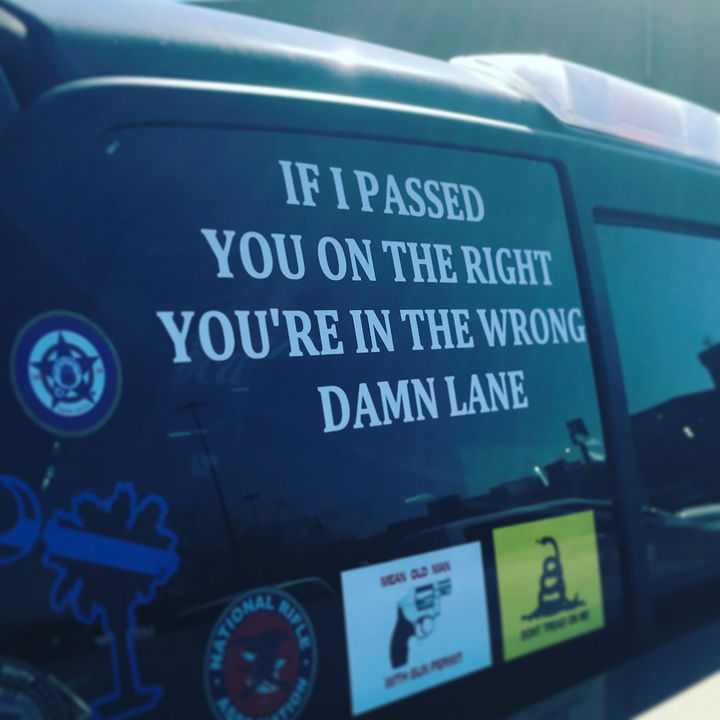 IF I PASSED
YOU ON THE RIGHT
YOU'RE IN THE WRONG
DAMN LANE
MEAN OLD MAN
WITH GUN PERMIT
DONT TREAD ON ME
NATIONAL RIFLE
ASSOCIATION